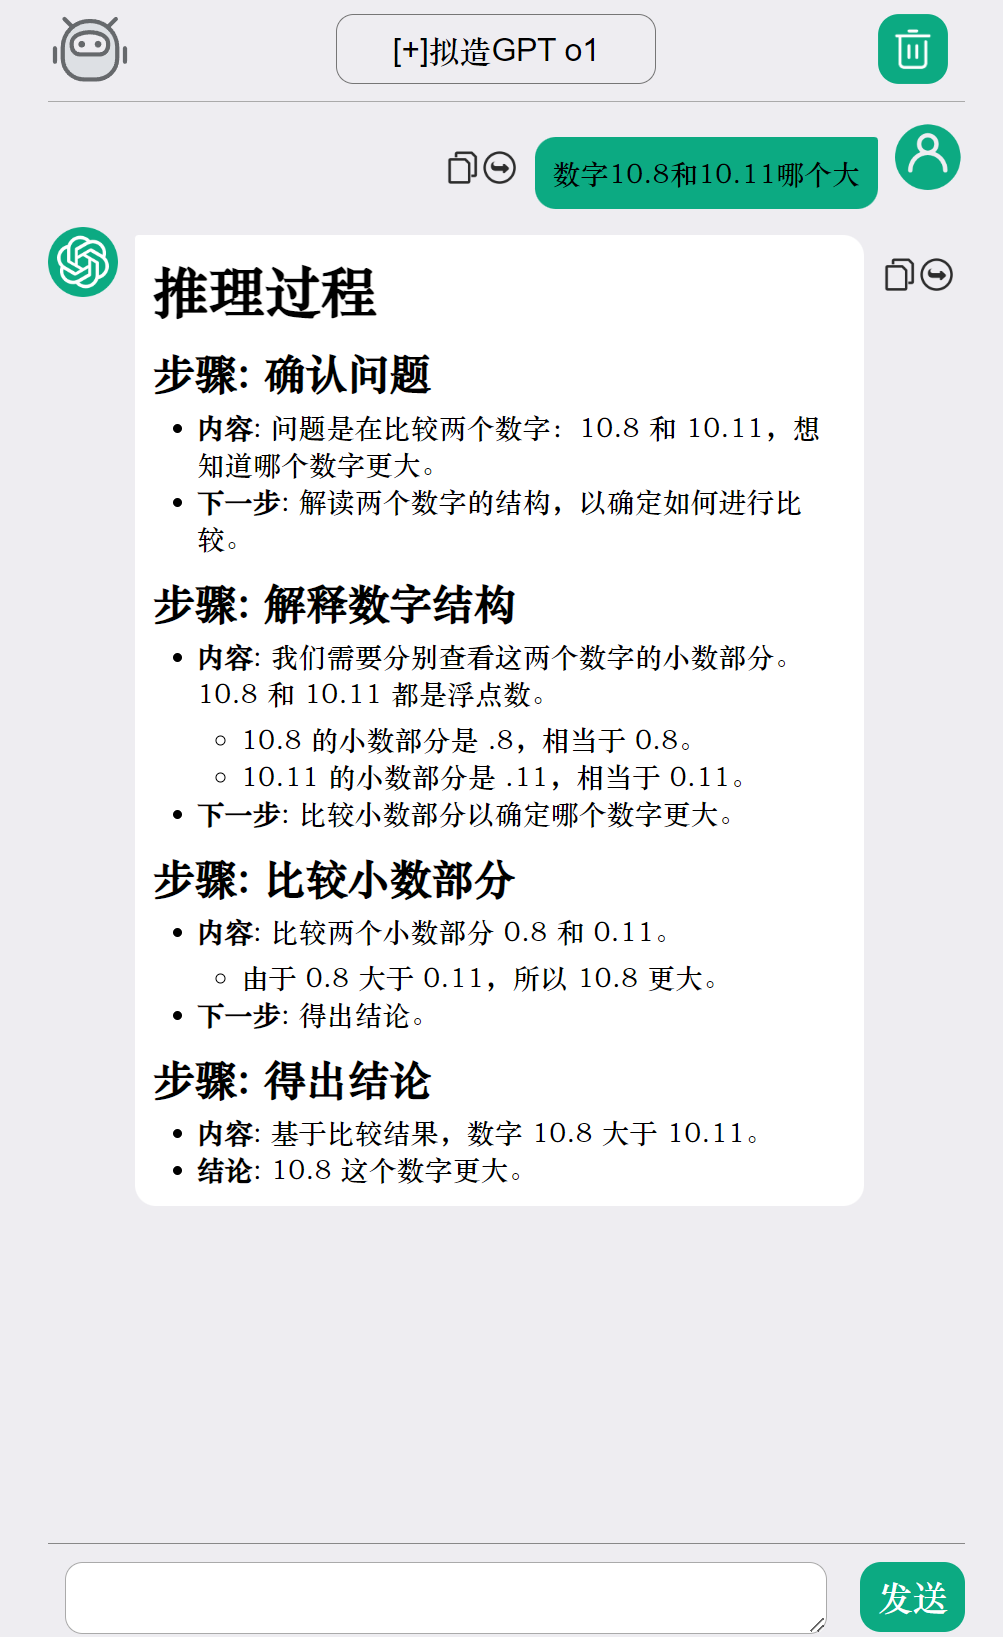 [+]拟造GPT o1
数字10.8和10.11哪个大
推理过程
步骤: 确认问题
内容: 问题是在比较两个数字：10.8 和 10.11，想
知道哪个数字更大。
下一步: 解读两个数字的结构，以确定如何进行比
较。
步骤: 解释数字结构
内容: 我们需要分别查看这两个数字的小数部分。
10.8 和 10.11 都是浮点数。
10.8 的小数部分是 .8，相当于 0.8。
10.11 的小数部分是 .11，相当于 0.11。
下一步: 比较小数部分以确定哪个数字更大。
步骤: 比较小数部分
内容: 比较两个小数部分 0.8 和 0.11。
由于 0.8 大于 0.11，所以 10.8 更大。
下一步: 得出结论。
步骤: 得出结论
内容: 基于比较结果，数字 10.8 大于 10.11。
结论: 10.8 这个数字更大。
发送